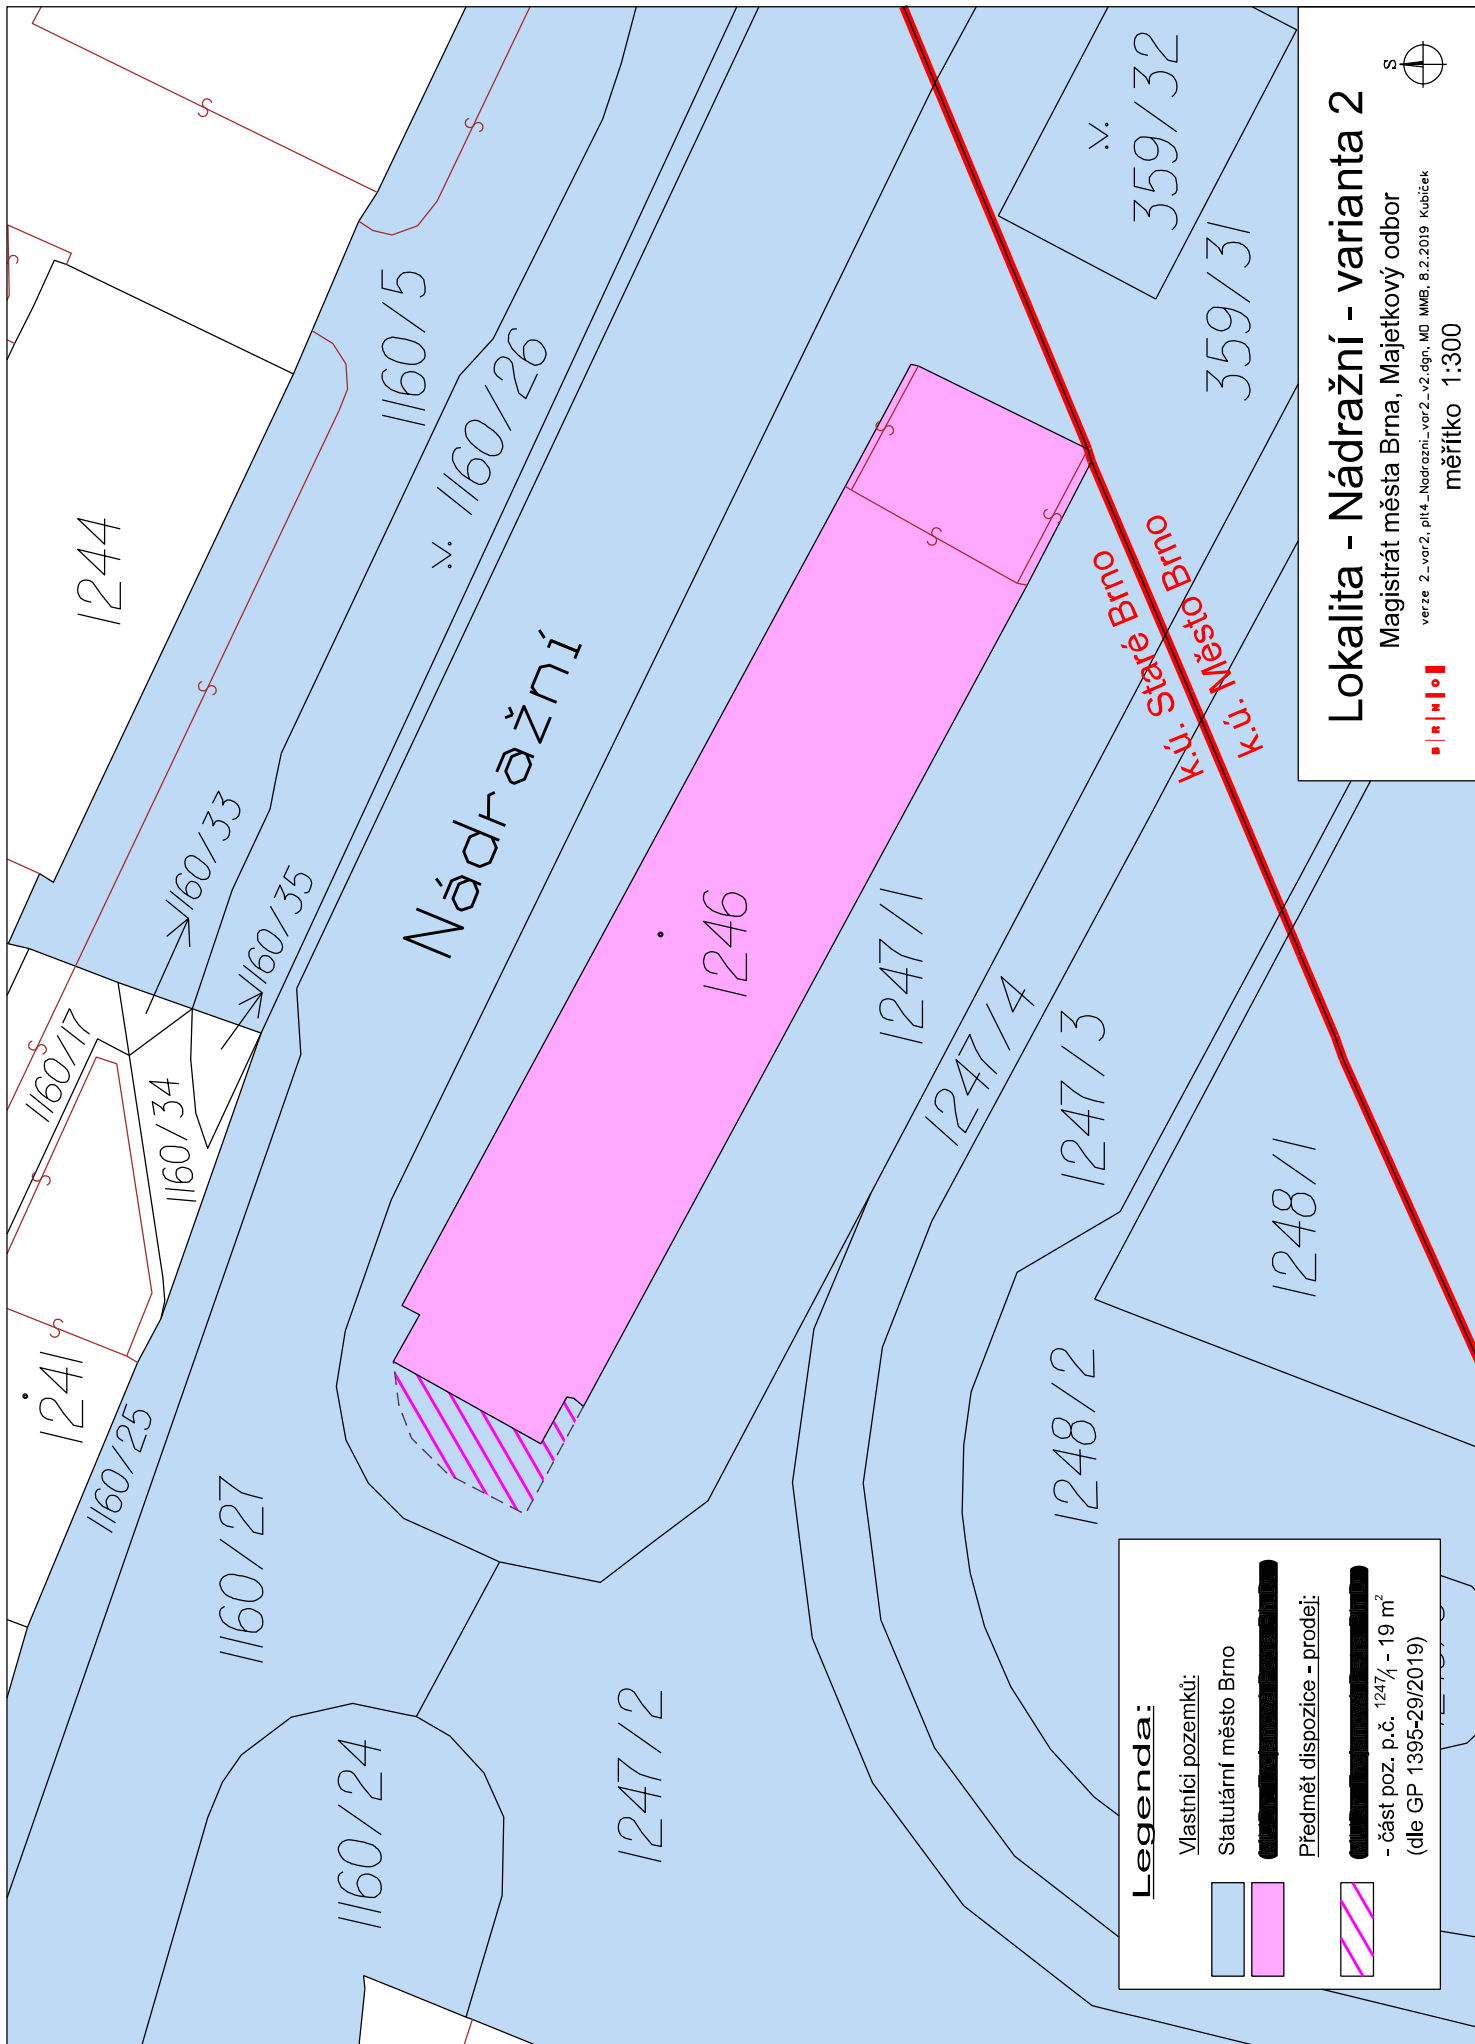 1244
1160/5
1160/26
.v.
Nádražní
1160/33
1160/35
1160/17
1160/34
1241
1160/25
1160/27
1160/24
1247/2
1246
1247/1
1247/4
1247/3
1248/1
1248/2
359/32
.v.
359/31
k.ú. Staré Brno
k.ú. Město Brno
S
S
S
S
S
S
S
S
S
S
S
Lokalita - Nádražní - varianta 2
Magistrát města Brna, Majetkový odbor
verze 2_var2, plt4_Nadrazni_var2_v2.dgn, MO MMB, 8.2.2019 Kubíček
měřítko 1:300
B|R|N|O
S
Legenda:
Vlastníci pozemků:
Statutární město Brno
Předmět dispozice - prodej:
- část poz. p.č. 1247/1 - 19 m²
(dle GP 1395-29/2019)